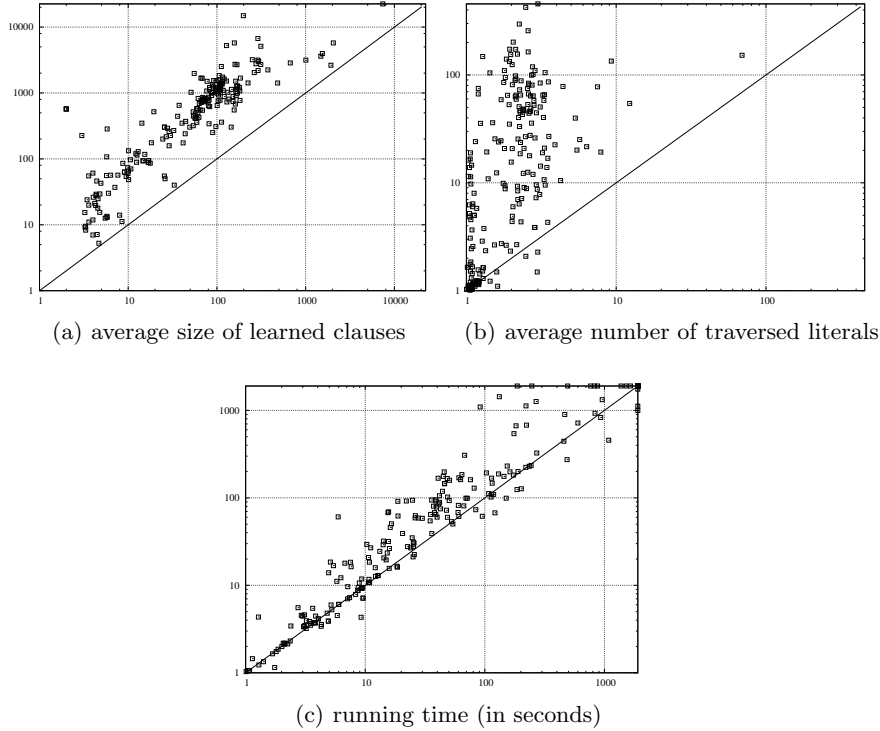 10000
1000
100
10
1
1 10 100 1000 10000
(a) average size of learned clauses
100
10
1
1 10 100
(b) average number of traversed literals
1000
100
10
1
1 10 100 1000
(c) running time (in seconds)